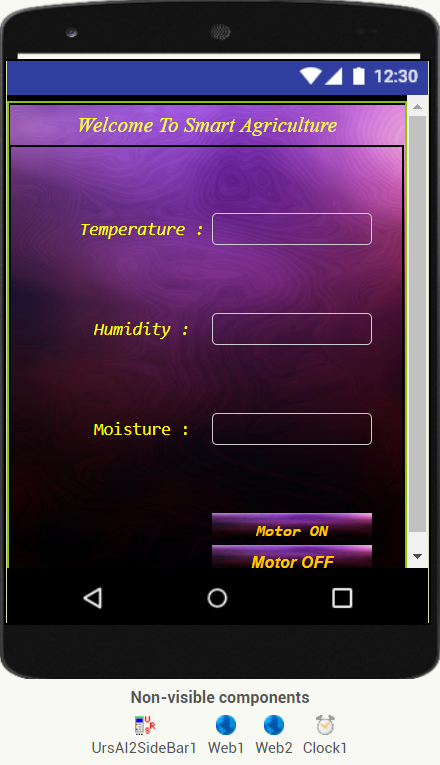 12:30
Welcome To Smart Agriculture
Temperature :
Humidity :
Moisture :
Motor ON
Motor OFF
Non-visible components
UrsAI2SideBar1 Web1 Web2 Clock1